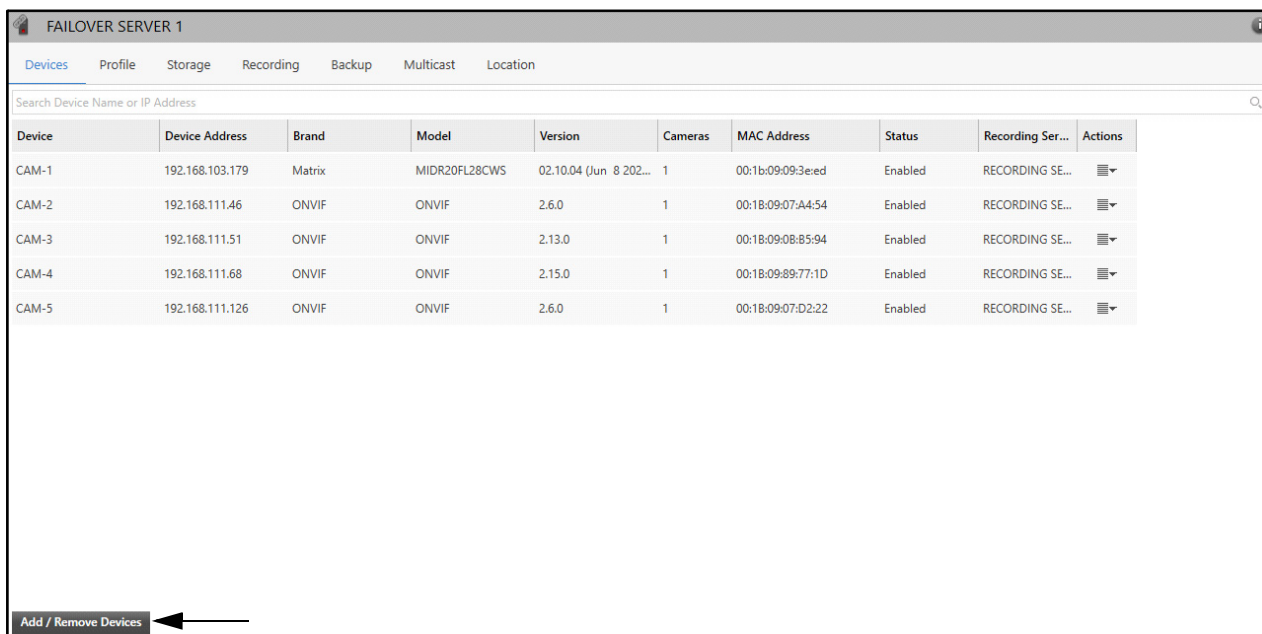 FAILOVER SERVER 1
Devices Profile Storage Recording Backup Multicast Location
Search Device Name or IP Address
Device Device Address Brand Model Version Cameras MAC Address Status Recording Ser... Actions
CAM-1 192.168.103.179 Matrix MIDR20FL28CWS 02.10.04 (Jun 8 202... 1 00:1b:09:09:3e:ed Enabled RECORDING SE...
CAM-2 192.168.111.46 ONVIF ONVIF 2.6.0 1 00:1B:09:07:A4:54 Enabled RECORDING SE...
CAM-3 192.168.111.51 ONVIF ONVIF 2.13.0 1 00:1B:09:0B:B5:94 Enabled RECORDING SE...
CAM-4 192.168.111.68 ONVIF ONVIF 2.15.0 1 00:1B:09:89:77:1D Enabled RECORDING SE...
CAM-5 192.168.111.126 ONVIF ONVIF 2.6.0 1 00:1B:09:07:D2:22 Enabled RECORDING SE...
Add / Remove Devices